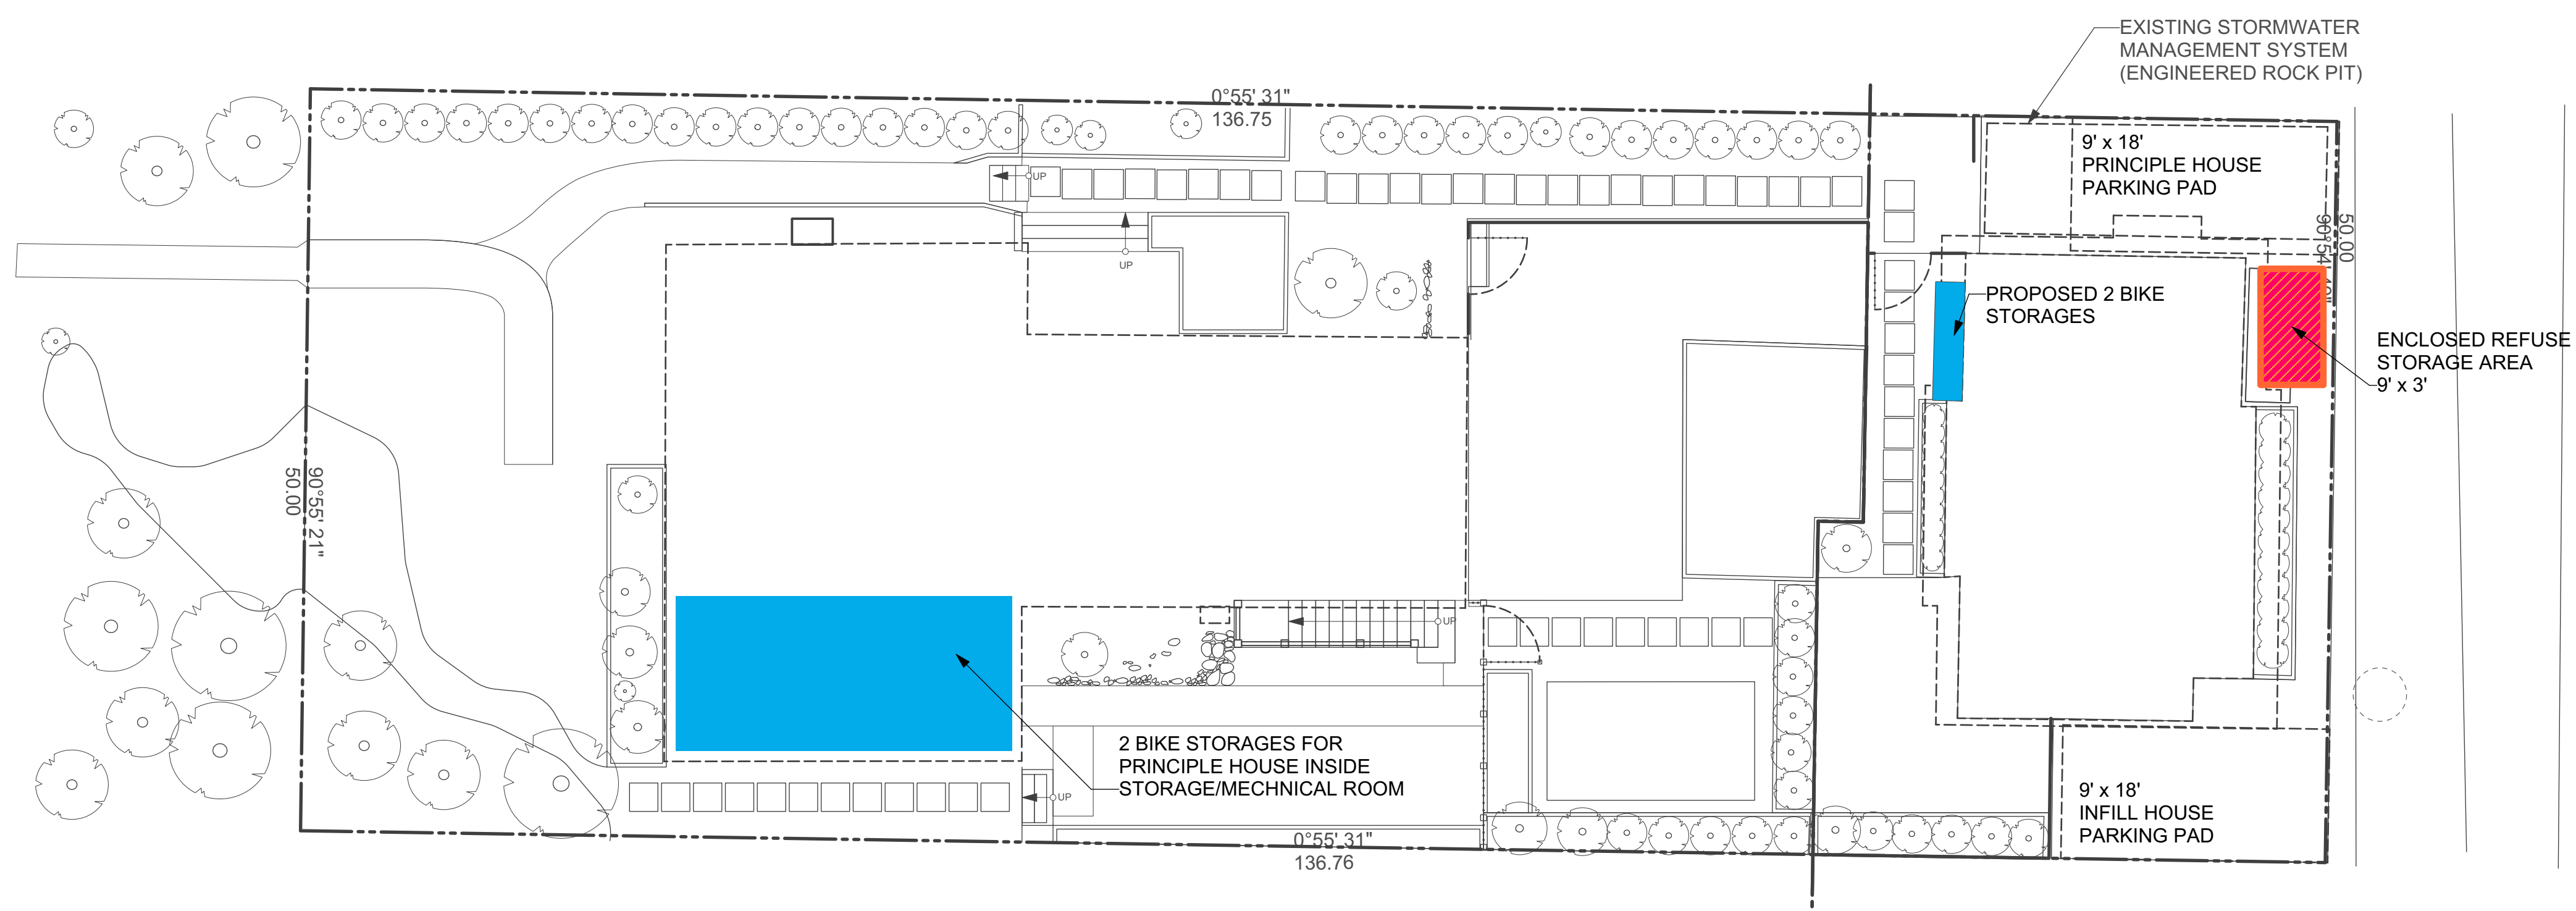 EXISTING STORMWATER
MANAGEMENT SYSTEM
(ENGINEERED ROCK PIT)
0°55' 31"
136.75
9' x 18'
PRINCIPLE HOUSE
PARKING PAD
UP
UP
50.00
PROPOSED 2 BIKE
STORAGES
ENCLOSED REFUSE
STORAGE AREA
9' x 3'
90°55' 21"
50.00
UP
2 BIKE STORAGES FOR
PRINCIPLE HOUSE INSIDE
STORAGE/MECHNICAL ROOM
UP
9' x 18'
INFILL HOUSE
PARKING PAD
0°55' 31"
136.76